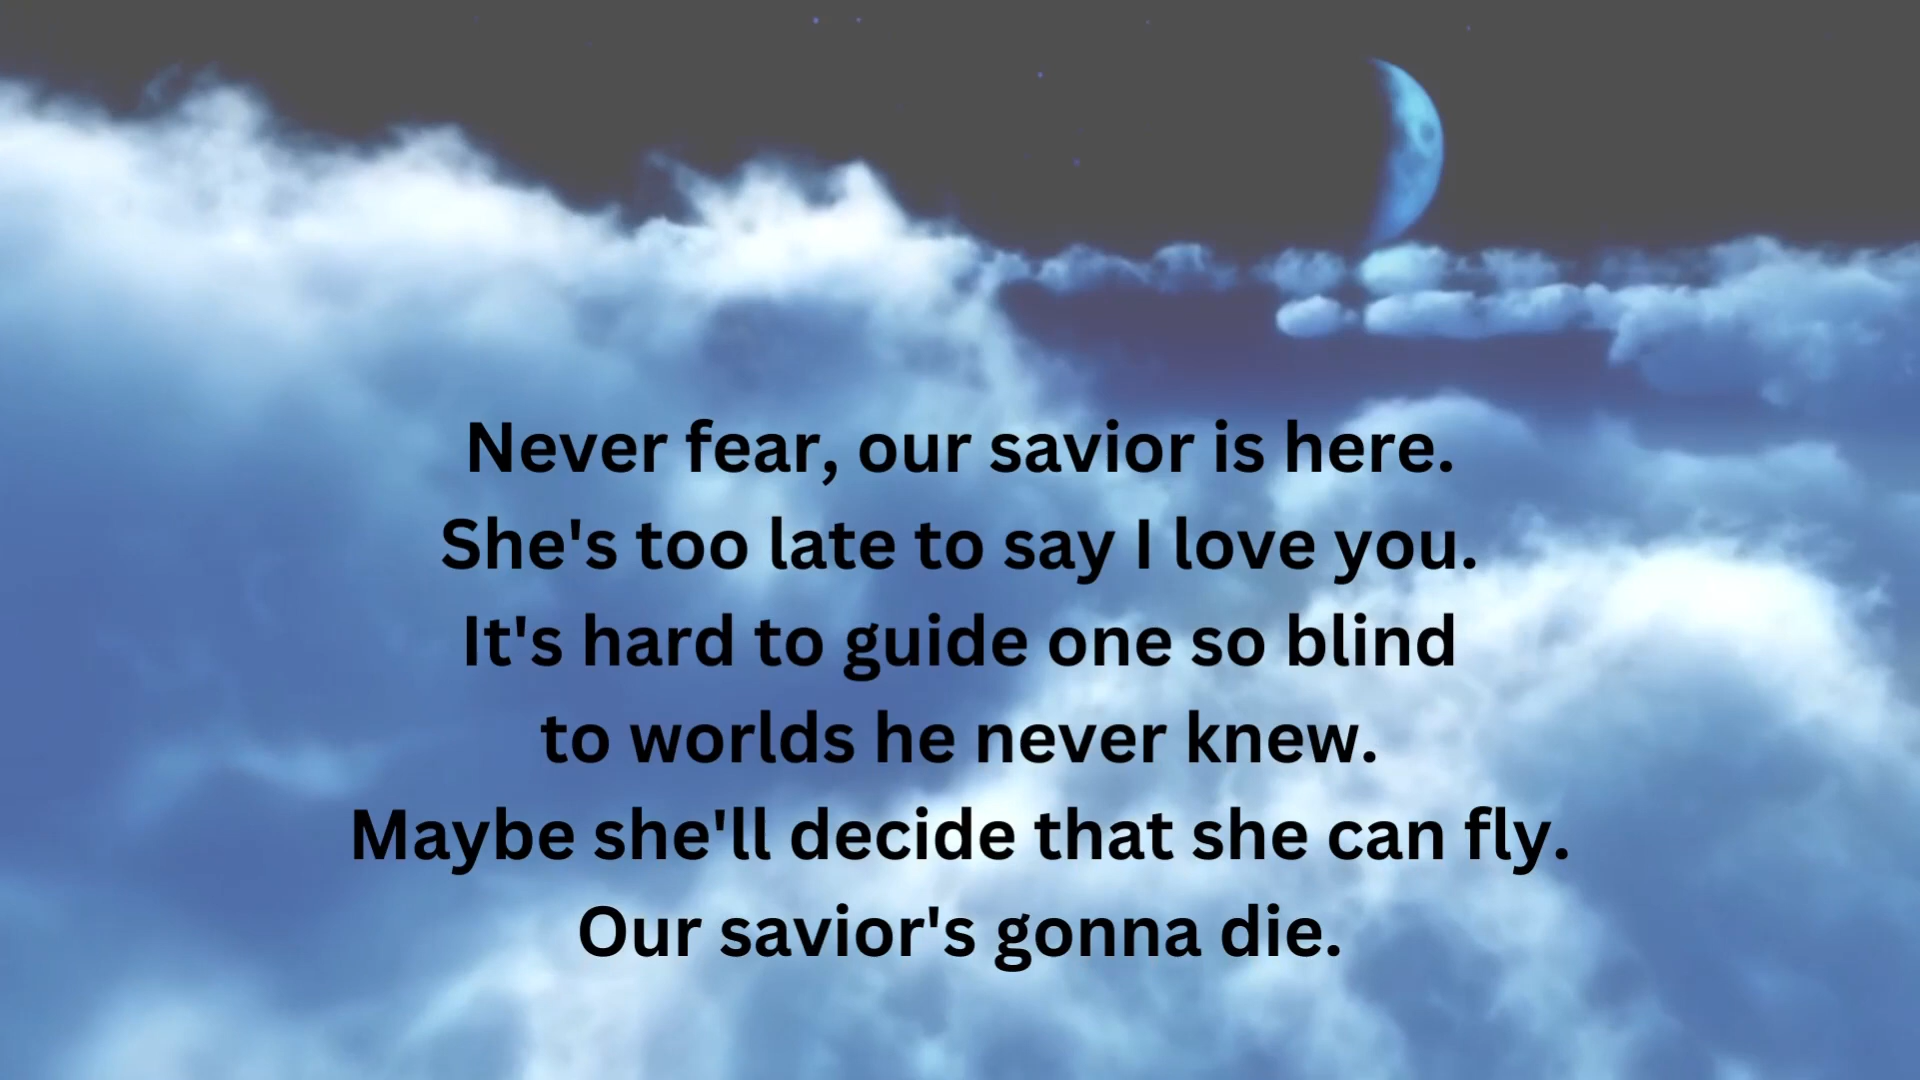 Never fear, our savior is here.
She's too late to say I love you.
It's hard to guide one so blind
to worlds he never knew.
Maybe she'll decide that she can fly.
Our savior's gonna die.